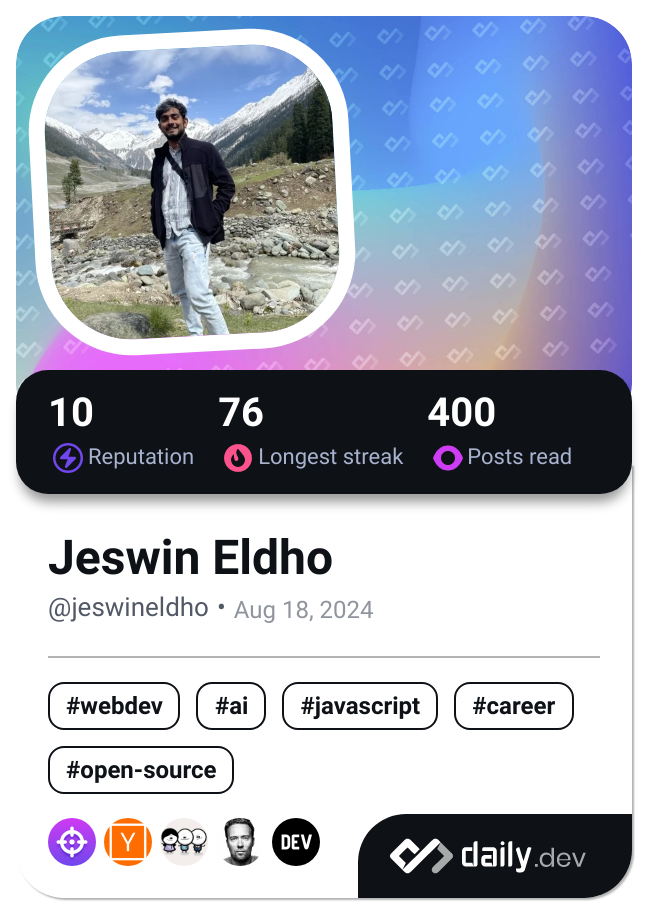 10 76 400
Reputation Longest streak Posts read
Jeswin Eldho
@jeswineldho • Aug 18, 2024
#webdev #ai #javascript #career
#open-source
Y DEV
daily.dev